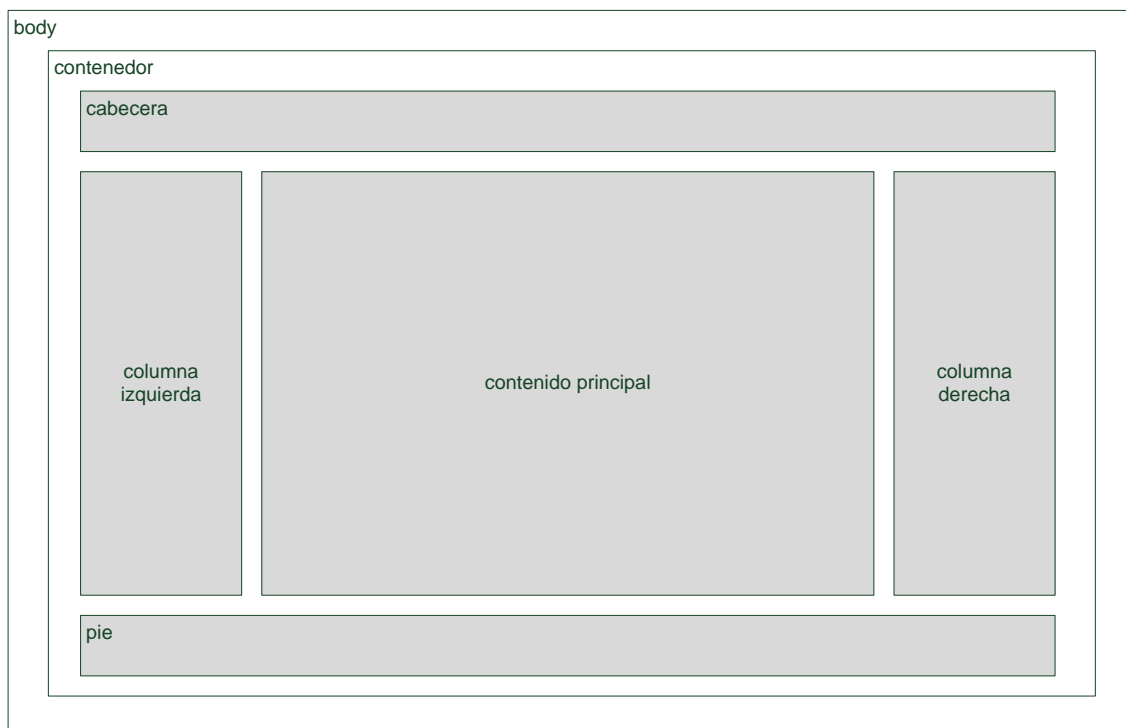 body
contenedor
cabecera
columna
izquierda
contenido principal
columna
derecha
pie